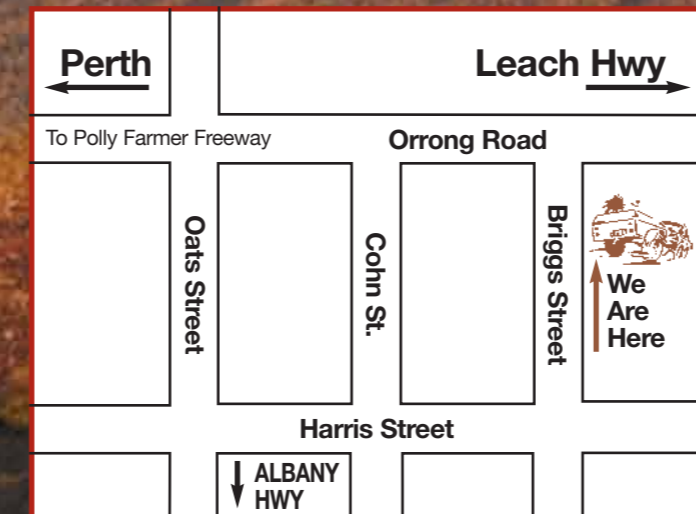 Perth
Leach Hwy
To Polly Farmer Freeway
Orrong Road
Oats Street
Cohn St.
Briggs Street
We
Are
Here
Harris Street
ALBANY
HWY